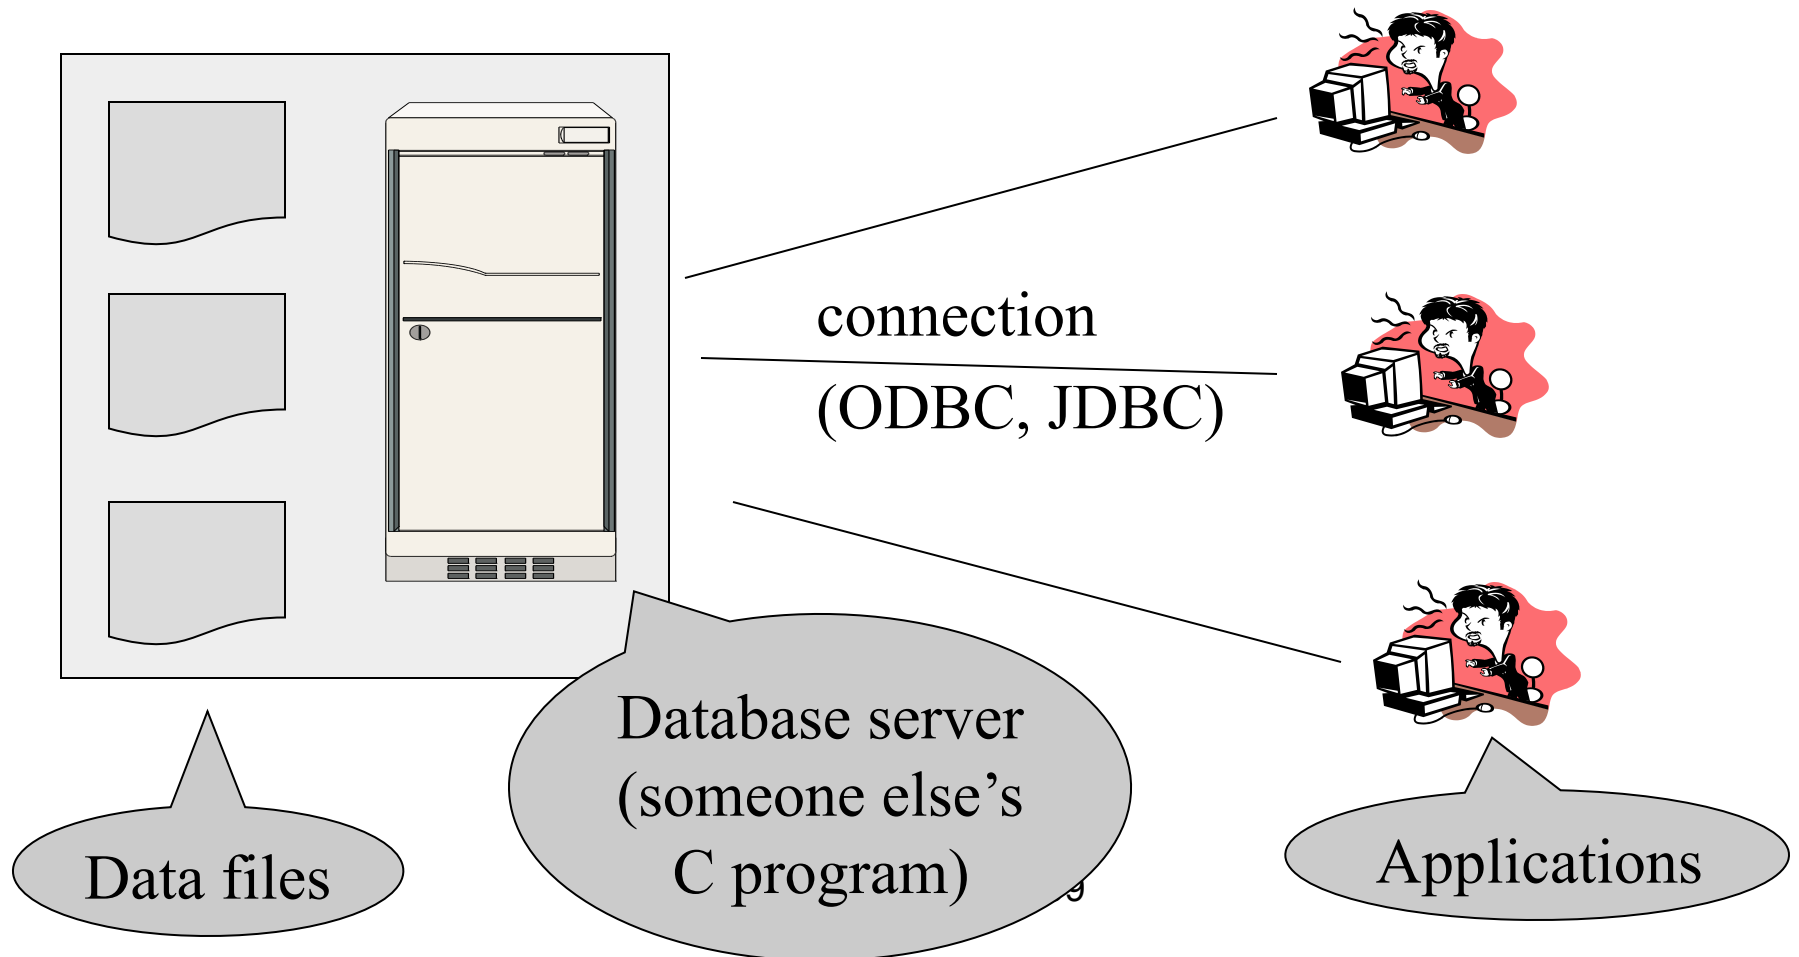 connection
(ODBC, JDBC)
Database server
(someone else’s
C program)
Data files
Applications